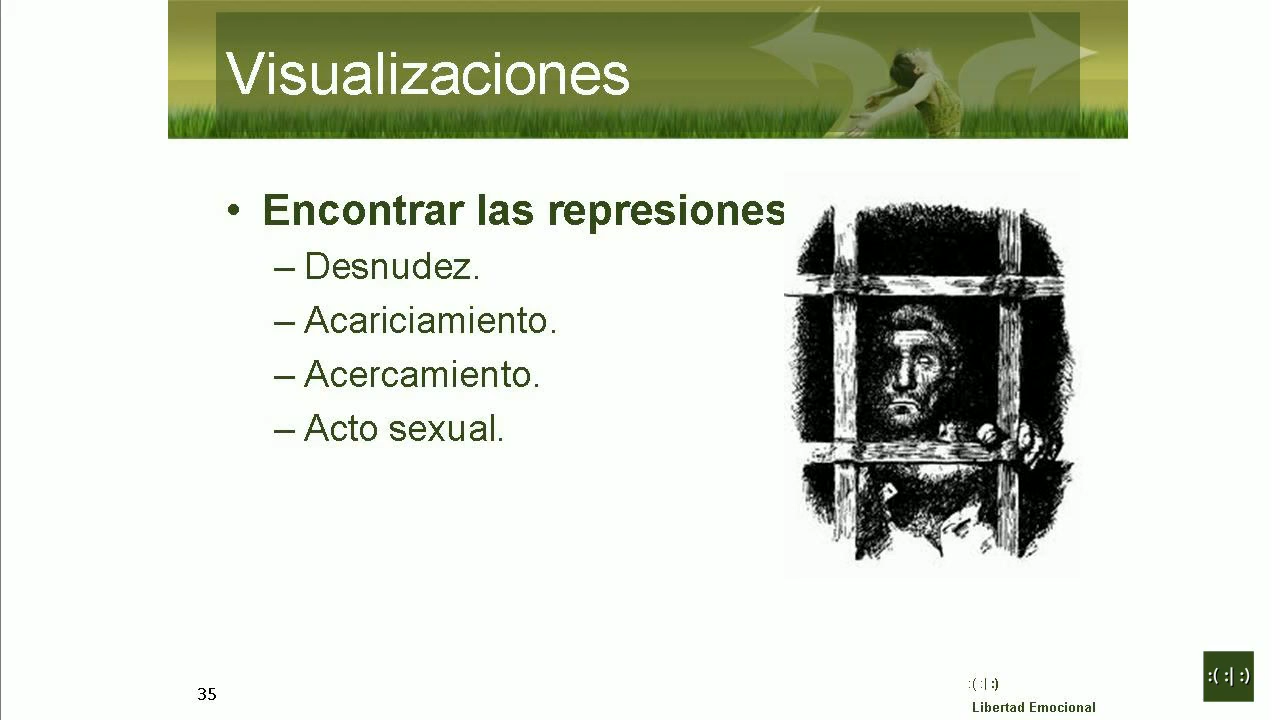 Visualizaciones
• Encontrar las represiones
– Desnudez.
– Acariciamiento.
– Acercamiento.
– Acto sexual.
35
:( :| :)
Libertad Emocional
:( :| :)